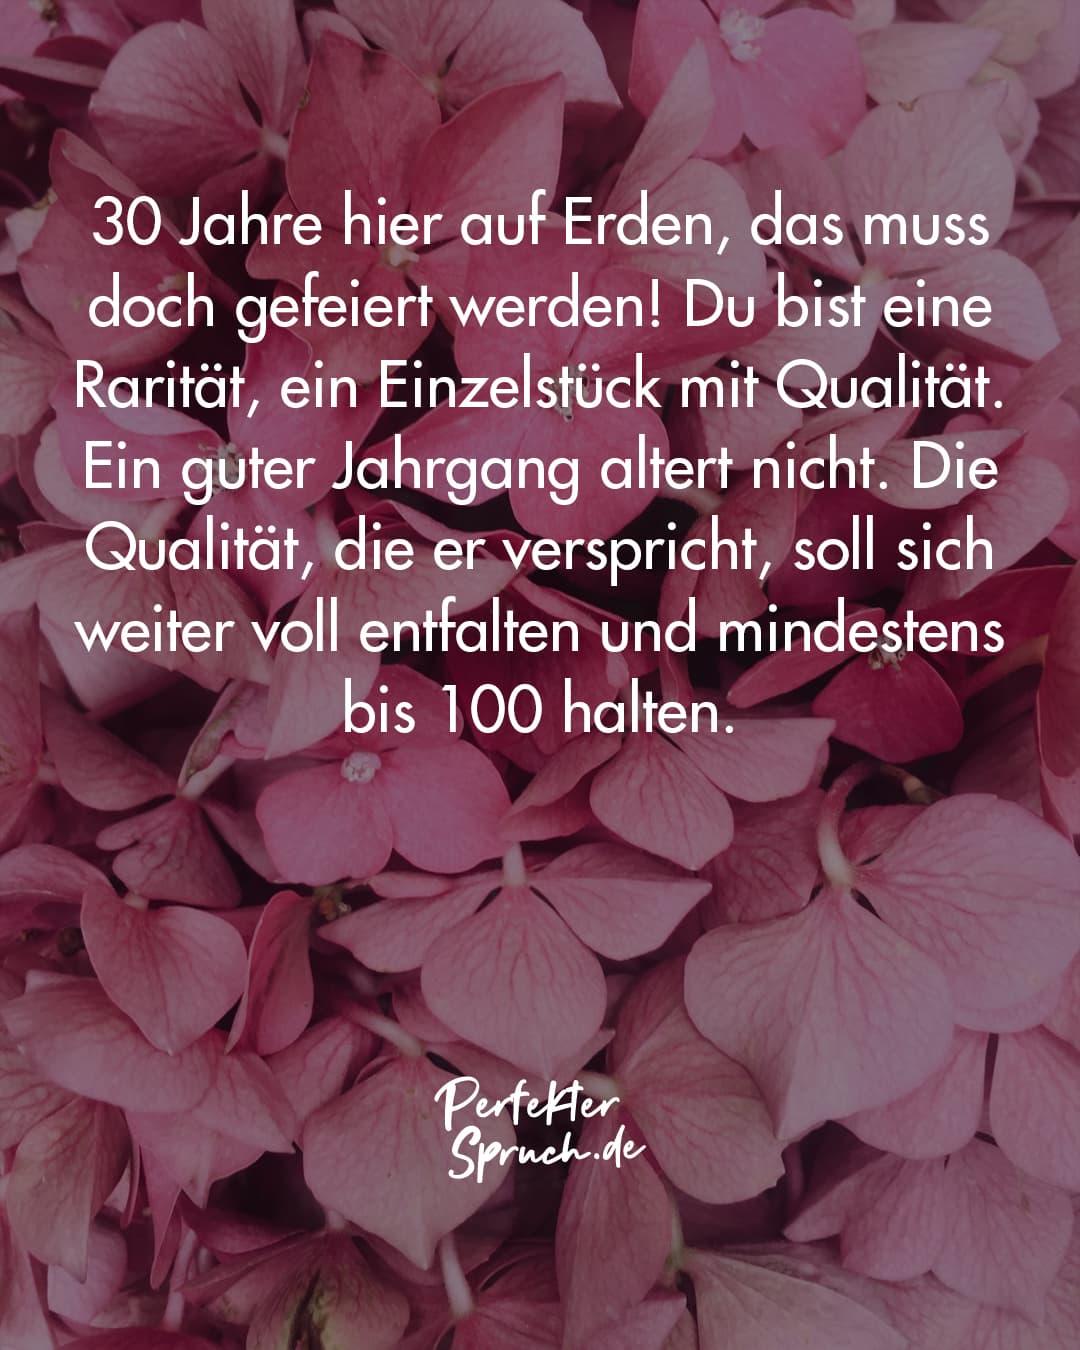 30 Jahre hier auf Erden, das muss
doch gefeiert werden! Du bist eine
Rarität, ein Einzelstück mit Qualität.
Ein guter Jahrgang altert nicht. Die
Qualität, die er verspricht, soll sich
weiter voll entfalten und mindestens
bis 100 halten.
Perfekter
Spruch.de